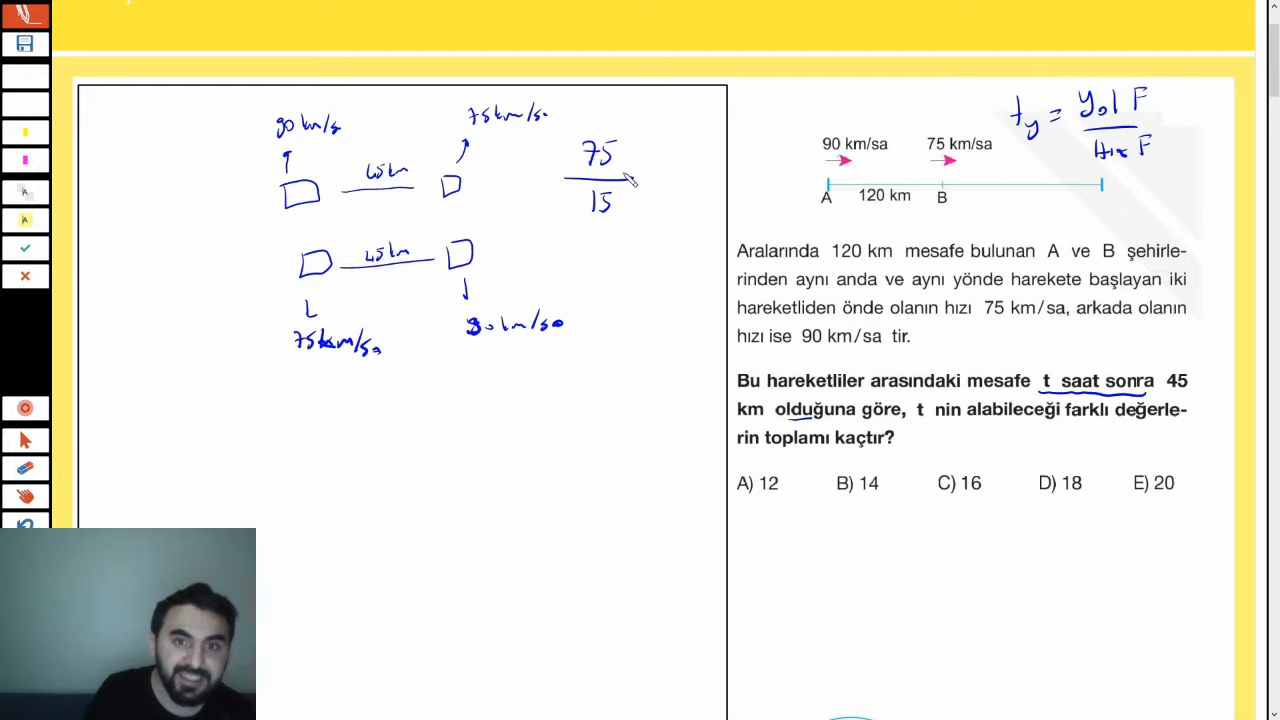 90 km/s
75 km/sa
45 km
75
15
45 km
75 km/sa
90 km/sa
ty = yol F
Hız F
90 km/sa 75 km/sa
A 120 km B
Aralarında 120 km mesafe bulunan A ve B şehirle-
rinden aynı anda ve aynı yönde harekete başlayan iki
hareketliden önde olanın hızı 75 km/sa, arkada olanın
hızı ise 90 km/sa tir.
Bu hareketliler arasındaki mesafe t saat sonra 45
km olduğuna göre, t nin alabileceği farklı değerle-
rin toplamı kaçtır?
A) 12 B) 14 C) 16 D) 18 E) 20